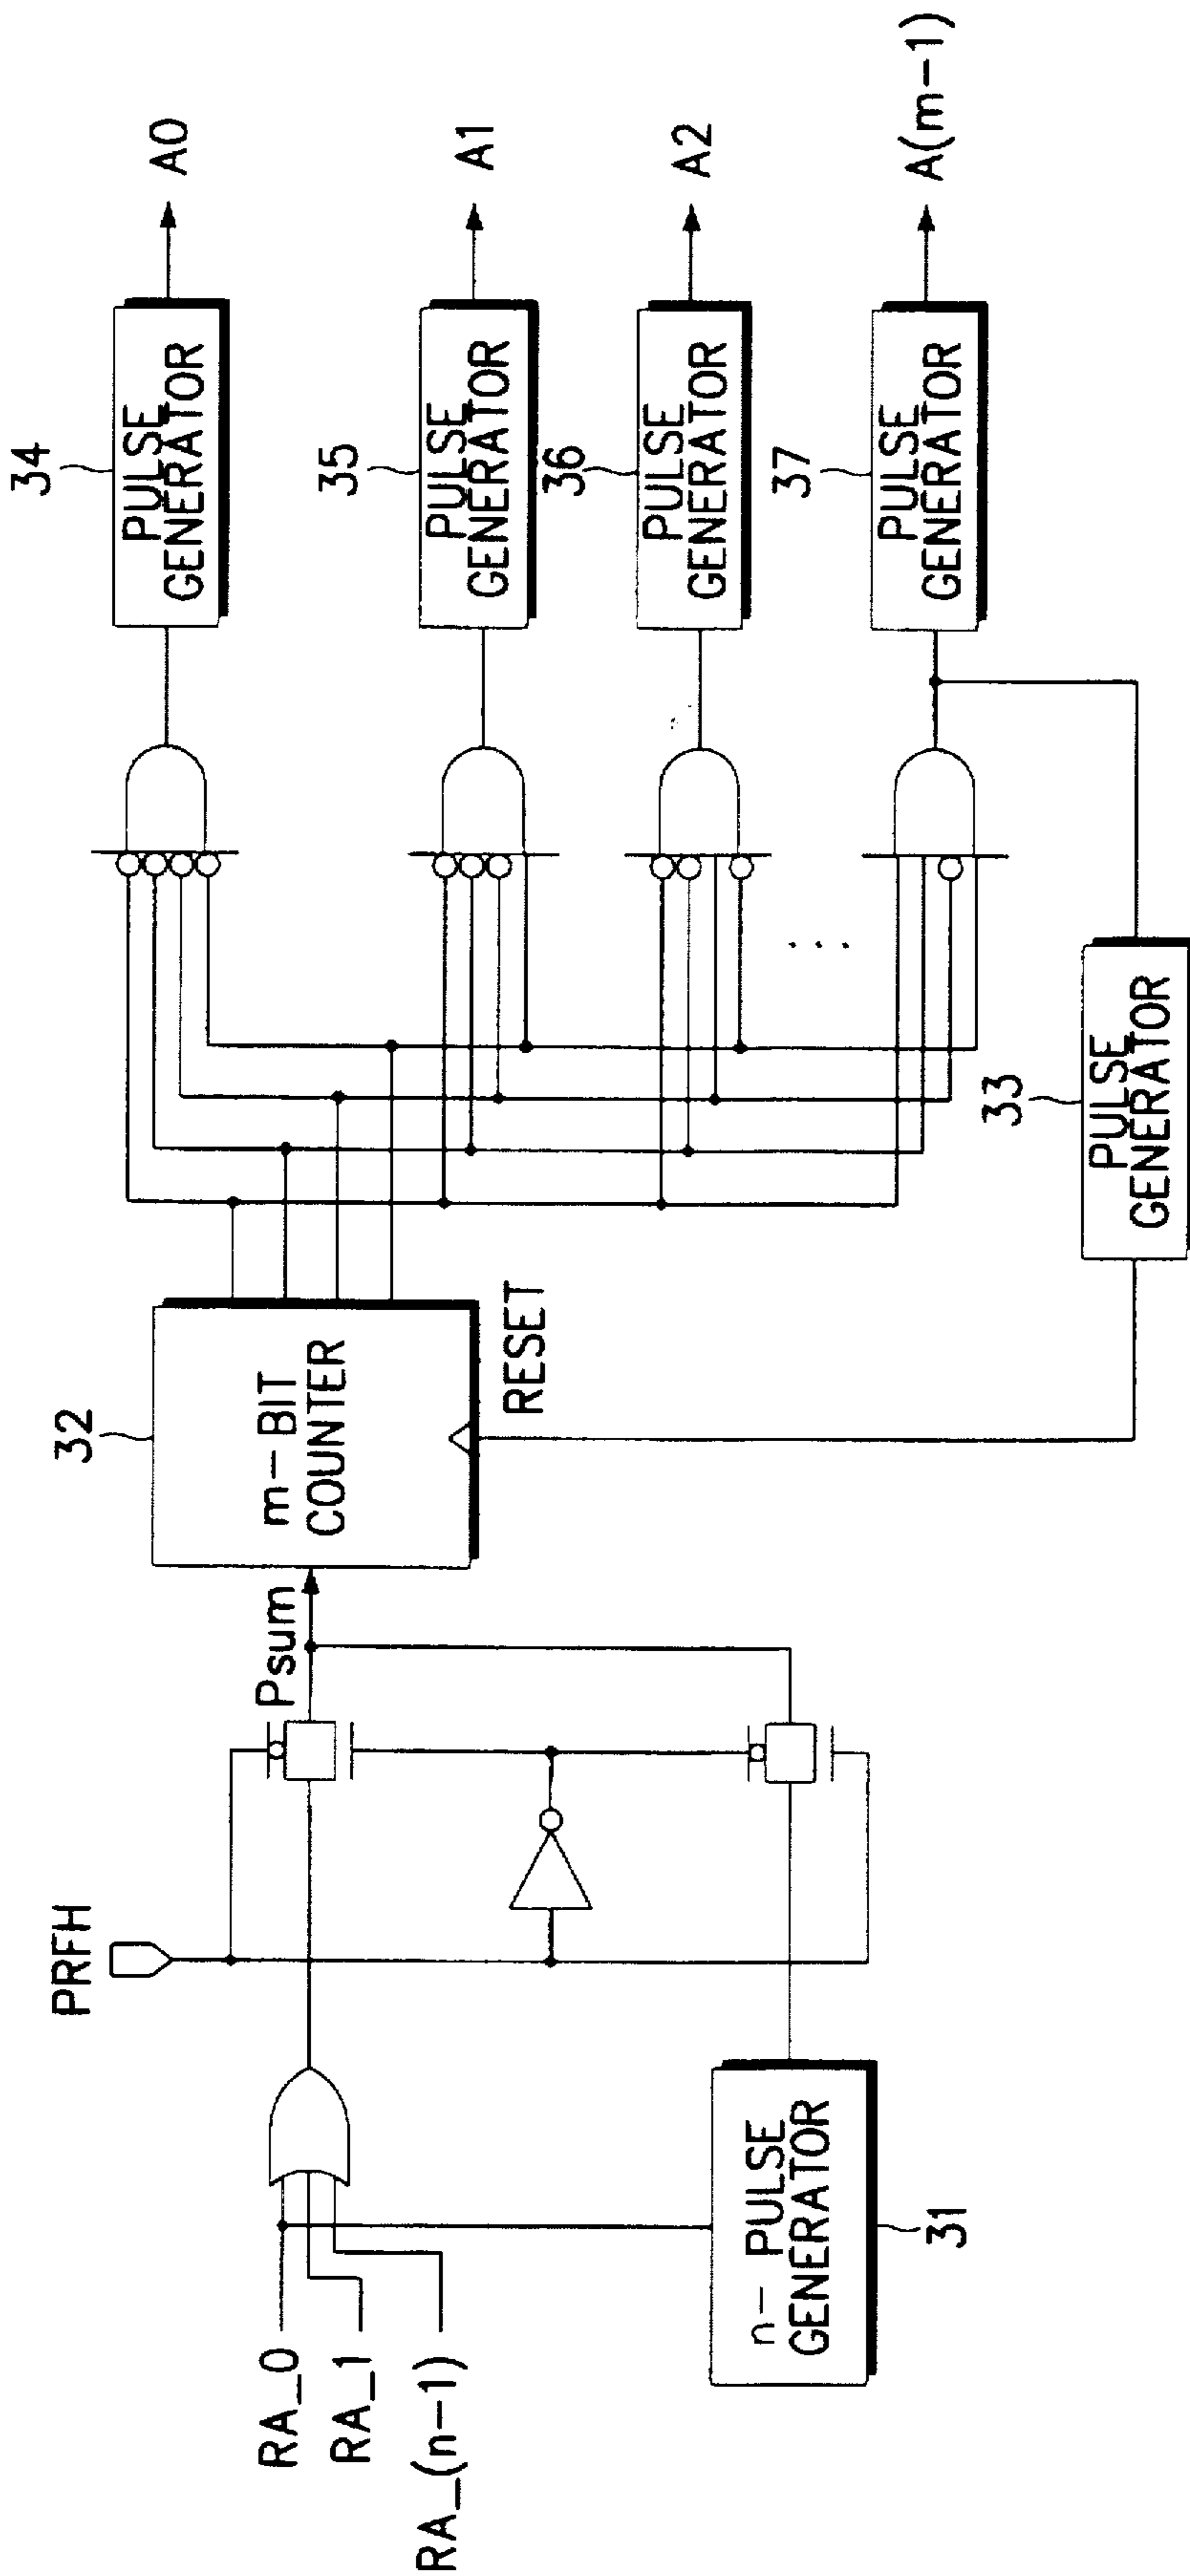 RA_0
RA_1
RA_(n-1)
n- PULSE
GENERATOR
31
PRFH
Psum
32
m-BIT
COUNTER
RESET
33
PULSE
GENERATOR
34
PULSE
GENERATOR
A0
35
PULSE
GENERATOR
A1
36
PULSE
GENERATOR
A2
...
37
PULSE
GENERATOR
A(m-1)